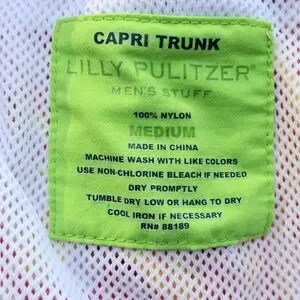 CAPRI TRUNK
LILLY PULITZER®
MEN'S STUFF
100% NYLON
MEDIUM
MADE IN CHINA
MACHINE WASH WITH LIKE COLORS
USE NON-CHLORINE BLEACH IF NEEDED
DRY PROMPTLY
TUMBLE DRY LOW OR HANG TO DRY
COOL IRON IF NECESSARY
RN# 88189